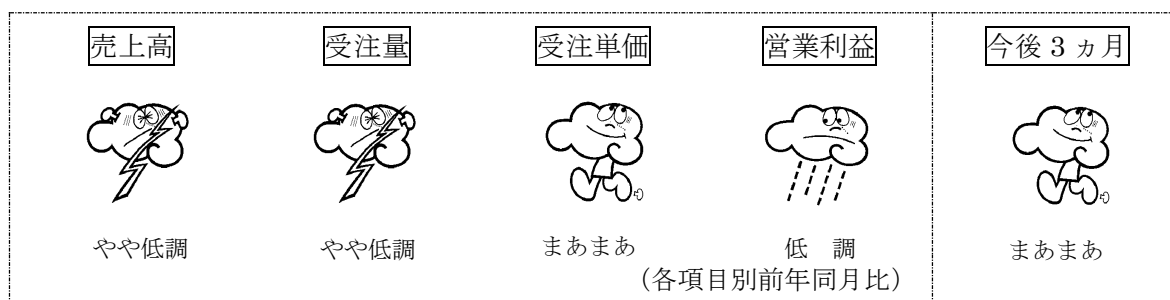 売上高 受注量 受注単価 営業利益 今後3ヵ月
やや低調 やや低調 まあまあ 低 調 まあまあ
(各項目別前年同月比)